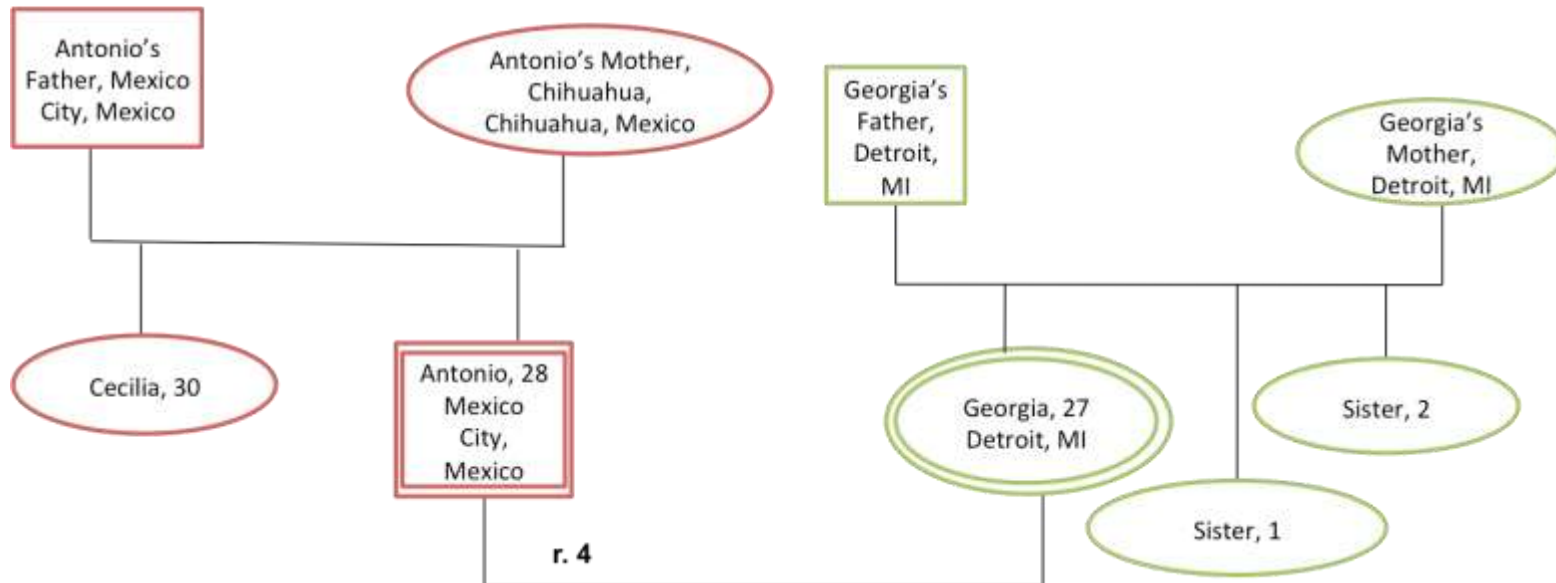 Antonio's
Father, Mexico
City, Mexico
Antonio's Mother,
Chihuahua,
Chihuahua, Mexico
Georgia's
Father,
Detroit,
MI
Georgia's
Mother,
Detroit, MI
Cecilia, 30
Antonio, 28
Mexico
City,
Mexico
Georgia, 27
Detroit, MI
Sister, 2
Sister, 1
r. 4